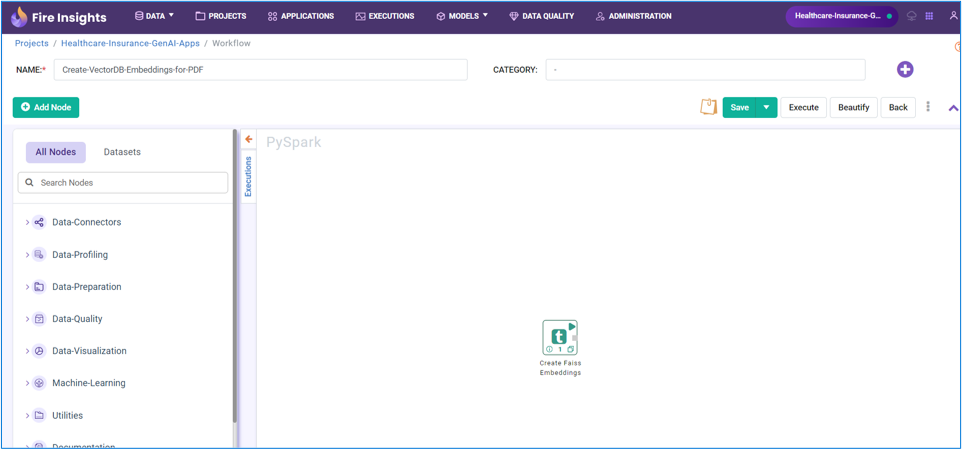 Fire Insights DATA PROJECTS APPLICATIONS EXECUTIONS MODELS DATA QUALITY ADMINISTRATION Healthcare-Insurance-G...
Projects / Healthcare-Insurance-GenAI-Apps / Workflow
NAME:* Create-VectorDB-Embeddings-for-PDF CATEGORY: -
Add Node Save Execute Beautify Back
All Nodes Datasets
Search Nodes
Executions
PySpark
Data-Connectors
Data-Profiling
Data-Preparation
Data-Quality
Data-Visualization
Machine-Learning
Utilities
Documentation
t
1
Create Faiss
Embeddings